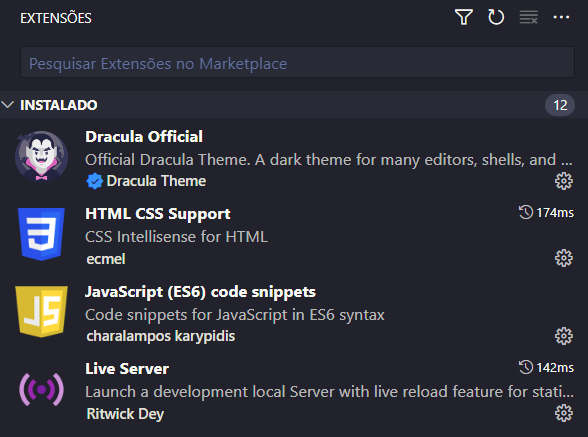 EXTENSÕES
Pesquisar Extensões no Marketplace
INSTALADO 12
Dracula Official
Official Dracula Theme. A dark theme for many editors, shells, and ...
Dracula Theme
HTML CSS Support 174ms
CSS Intellisense for HTML
ecmel
JS
JavaScript (ES6) code snippets
Code snippets for JavaScript in ES6 syntax
charalampos karypidis
Live Server 142ms
Launch a development local Server with live reload feature for stati...
Ritwick Dey